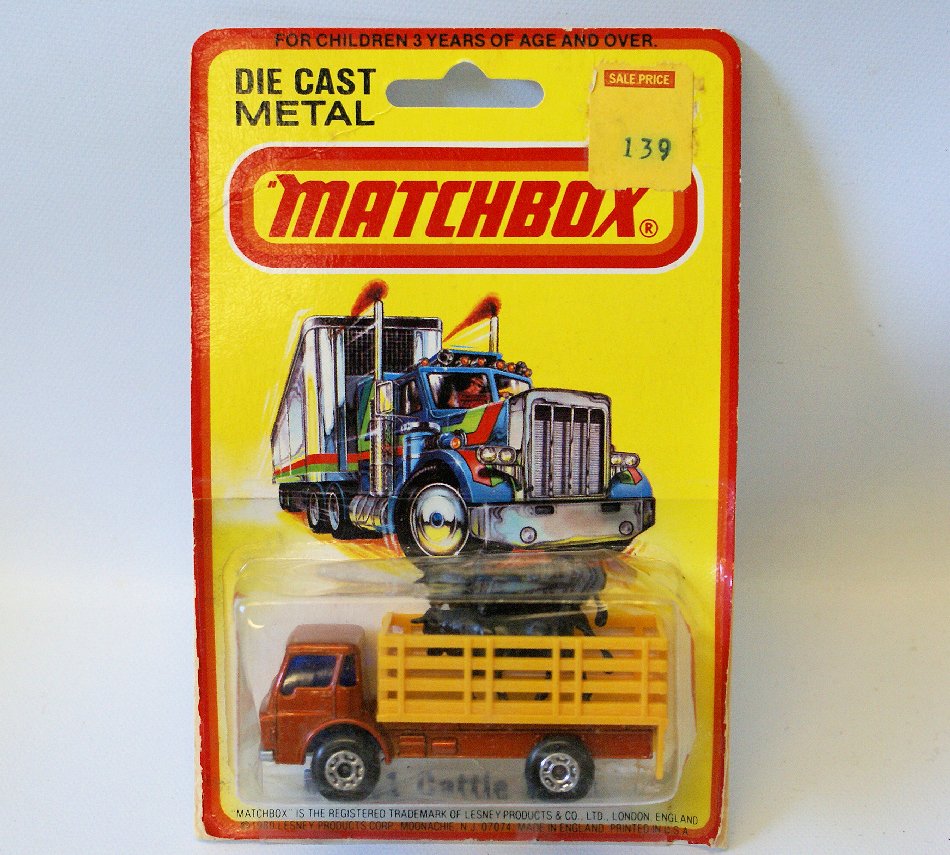 FOR CHILDREN 3 YEARS OF AGE AND OVER.
DIE CAST
METAL
SALE PRICE
139
"MATCHBOX®
1 Cattle
"MATCHBOX" IS THE REGISTERED TRADEMARK OF LESNEY PRODUCTS & CO., LTD., LONDON, ENGLAND
© 1980 LESNEY PRODUCTS CORP. MOONACHIE, N.J. 07074. MADE IN ENGLAND. PRINTED IN U.S.A.